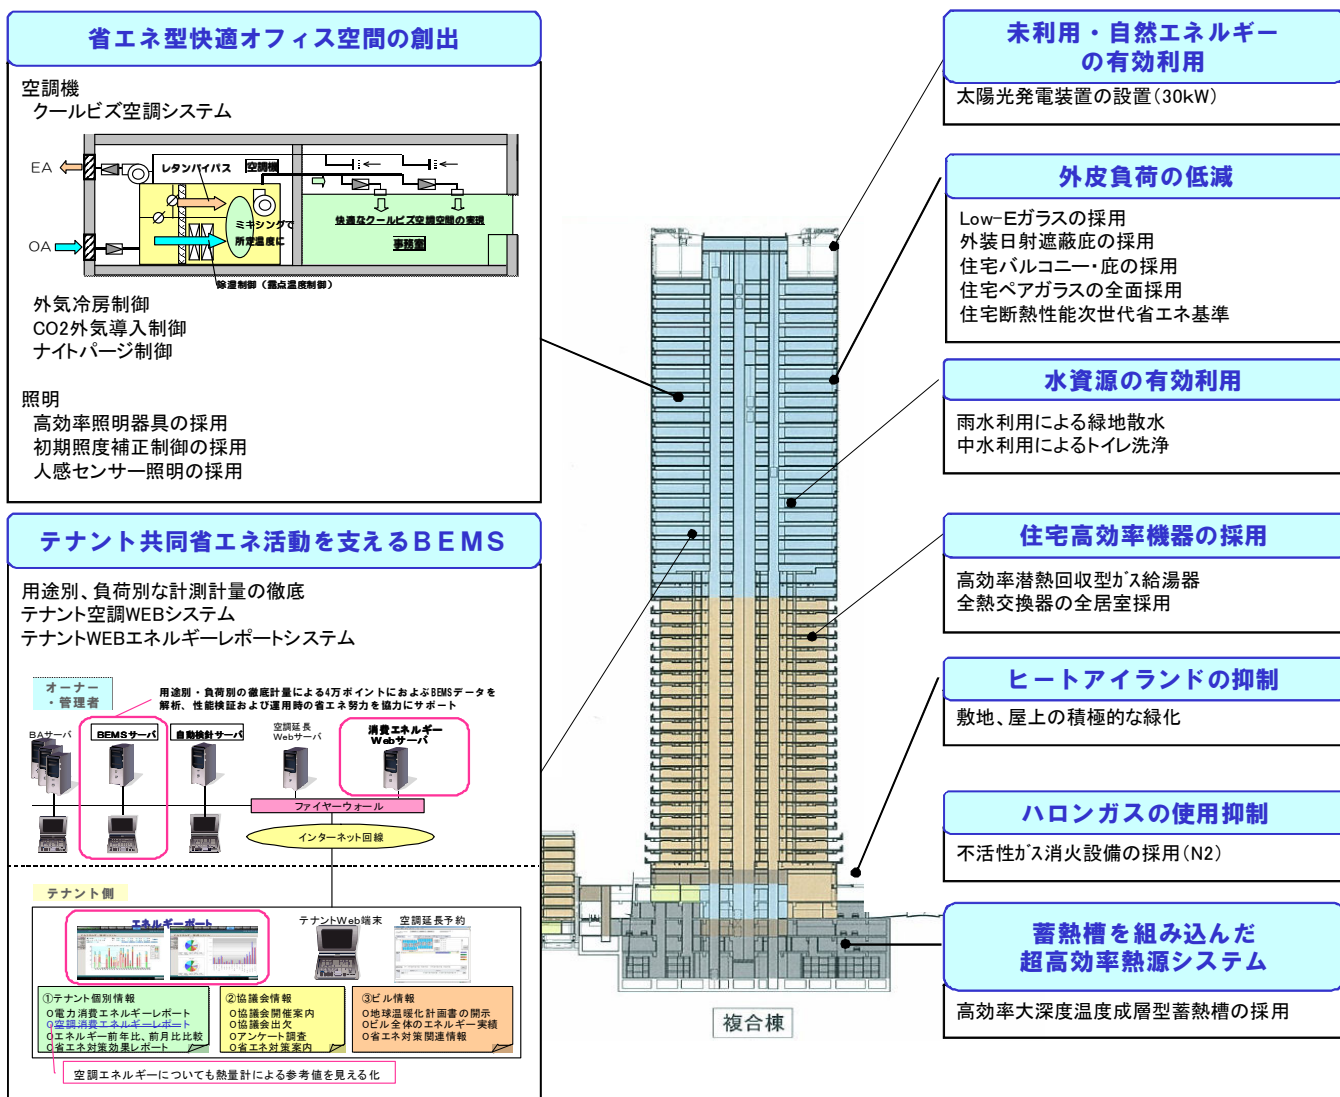 省エネ型快適オフィス空間の創出
空調機
クールビズ空調システム
EA
レタンバイパス
空調機
ミキシングで
所定温度に
快適なクールビズ空調空間の実現
事務室
OA
除湿制御（露点温度制御）
外気冷房制御
CO2外気導入制御
ナイトパージ制御
照明
高効率照明器具の採用
初期照度補正制御の採用
人感センサー照明の採用
テナント共同省エネ活動を支えるＢＥＭＳ
用途別、負荷別な計測計量の徹底
テナント空調WEBシステム
テナントWEBエネルギーレポートシステム
オーナー
・管理者
用途別・負荷別の徹底計量による4万ポイントにおよぶBEMSデータを
解析、性能検証および運用時の省エネ努力を協力にサポート
BAサーバ
BEMSサーバ
自動検針サーバ
空調延長
Webサーバ
消費エネルギー
Webサーバ
ファイヤーウォール
インターネット回線
テナント側
エネルギーポート
テナントWeb端末
空調延長予約
①テナント個別情報
○電力消費エネルギーレポート
○空調消費エネルギーレポート
○エネルギー前年比、前月比比較
○省エネ対策効果レポート
②協議会情報
○協議会開催案内
○協議会出欠
○アンケート調査
○省エネ対策案内
③ビル情報
○地球温暖化計画書の開示
○ビル全体のエネルギー実績
○省エネ対策関連情報
空調エネルギーについても熱量計による参考値を見える化
複合棟
未利用・自然エネルギー
の有効利用
太陽光発電装置の設置（30kW）
外皮負荷の低減
Low-Eガラスの採用
外装日射遮蔽庇の採用
住宅バルコニー・庇の採用
住宅ペアガラスの全面採用
住宅断熱性能次世代省エネ基準
水資源の有効利用
雨水利用による緑地散水
中水利用によるトイレ洗浄
住宅高効率機器の採用
高効率潜熱回収型ｶﾞｽ給湯器
全熱交換器の全居室採用
ヒートアイランドの抑制
敷地、屋上の積極的な緑化
ハロンガスの使用抑制
不活性ｶﾞｽ消火設備の採用（N2）
蓄熱槽を組み込んだ
超高効率熱源システム
高効率大深度温度成層型蓄熱槽の採用